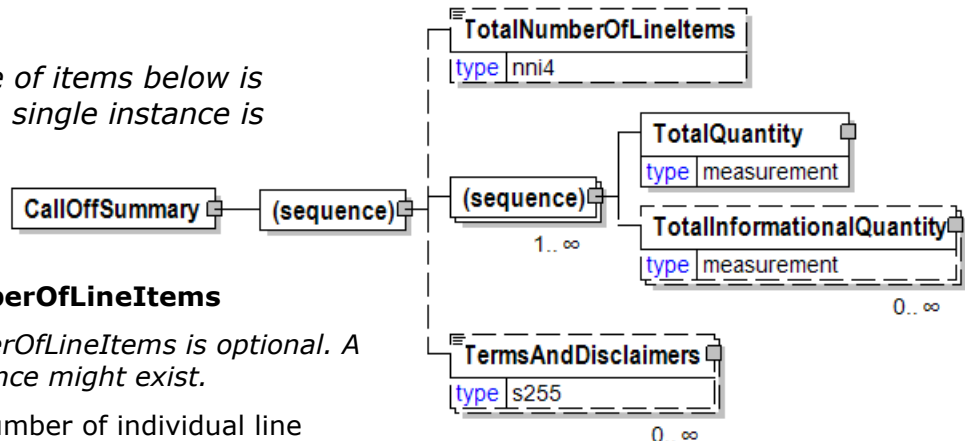 TotalNumberOfLineItems
type nni4
e of items below is
single instance is
TotalQuantity
type measurement
CallOffSummary
(sequence)
(sequence)
1.. ∞
TotalInformationalQuantity
type measurement
0.. ∞
berOfLineItems
erOfLineItems is optional. A
nce might exist.
TermsAndDisclaimers
type s255
umber of individual line
0.. ∞